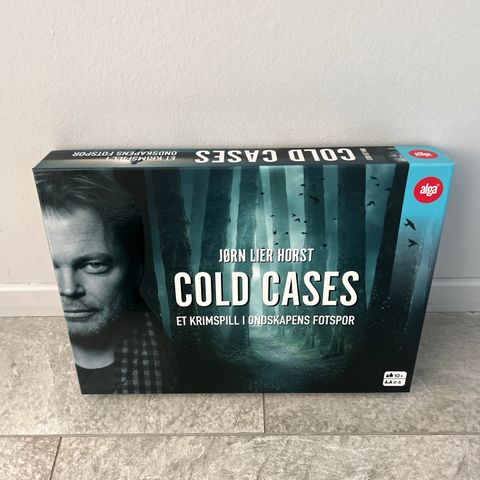 ET KRIMSPILL I
ONDSKAPENS FOTSPOR
COLD CASES
alga
JØRN LIER HORST
COLD CASES
ET KRIMSPILL I ONDSKAPENS FOTSPOR
10+
2-5